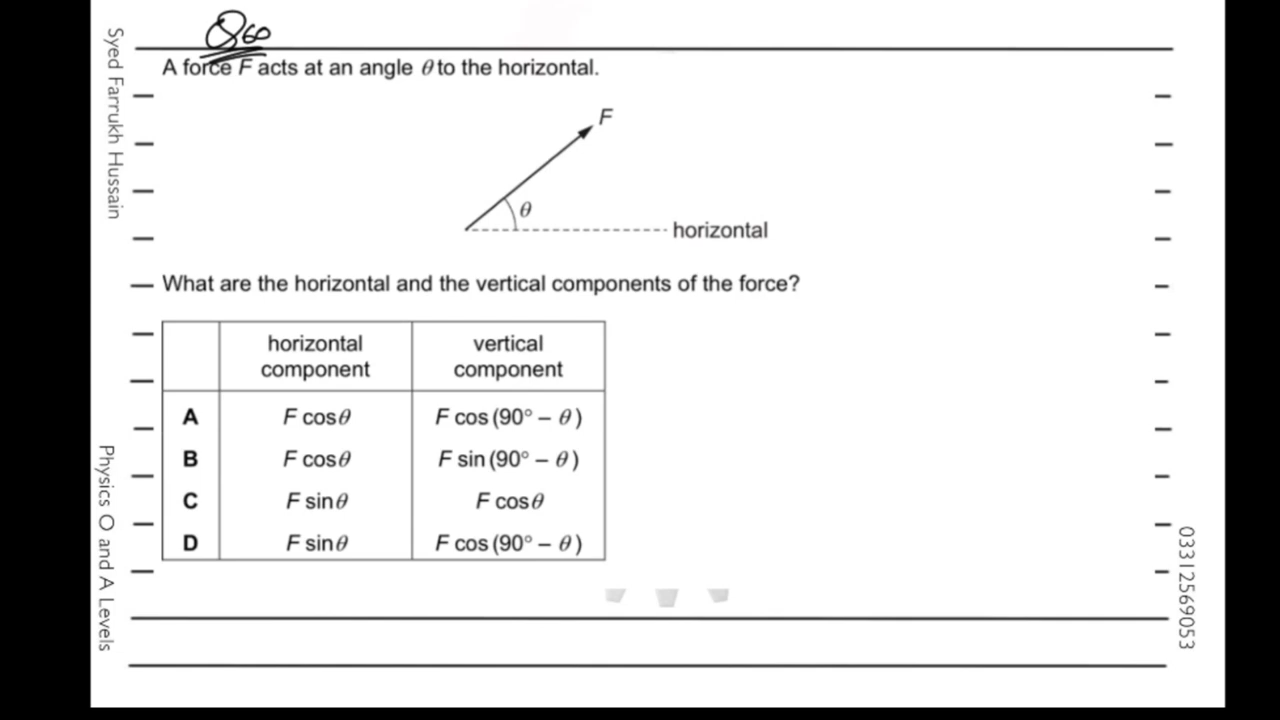 Q60
A force F acts at an angle θ to the horizontal.
F
θ
horizontal
What are the horizontal and the vertical components of the force?
horizontal component vertical component
A F cosθ F cos (90° – θ)
B F cosθ F sin (90° – θ)
C F sinθ F cosθ
D F sinθ F cos (90° – θ)
Syed Farrukh Hussain
Physics O and A Levels
03312569053